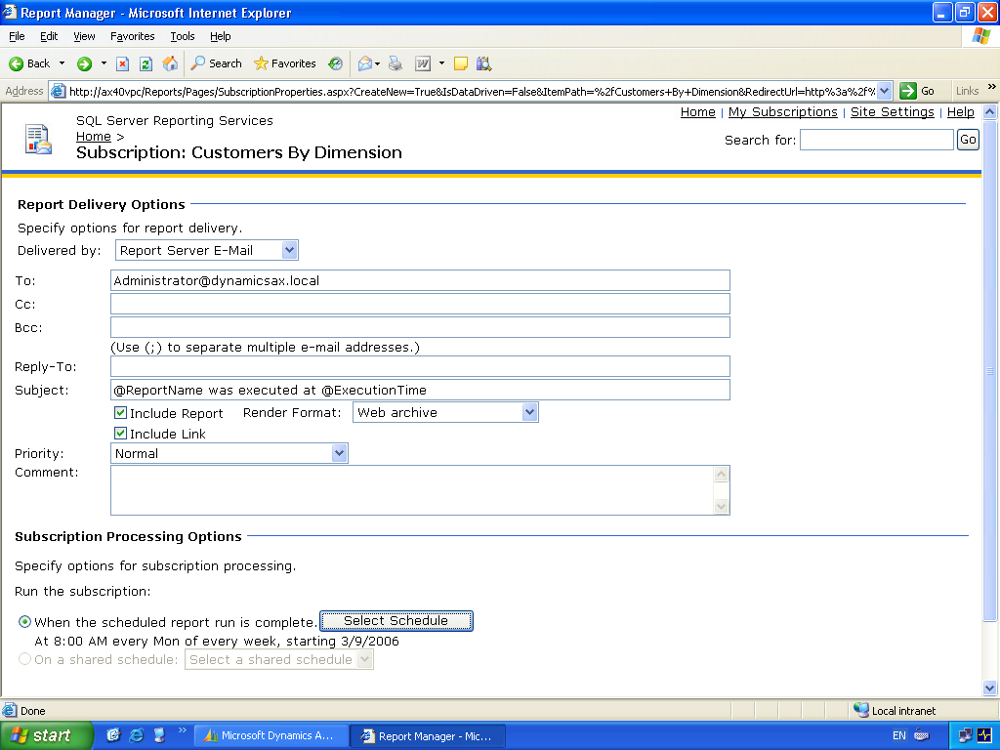 Report Manager - Microsoft Internet Explorer
File Edit View Favorites Tools Help
Back Search Favorites
Address http://ax40vpc/Reports/Pages/SubscriptionProperties.aspx?CreateNew=True&IsDataDriven=False&ItemPath=%2fCustomers+By+Dimension&RedirectUrl=http%3a%2f% Go Links »
Home | My Subscriptions | Site Settings | Help
SQL Server Reporting Services
Home >
Subscription: Customers By Dimension
Search for: Go
Report Delivery Options
Specify options for report delivery.
Delivered by: Report Server E-Mail
To: Administrator@dynamicsax.local
Cc:
Bcc:
(Use (;) to separate multiple e-mail addresses.)
Reply-To:
Subject: @ReportName was executed at @ExecutionTime
Include Report Render Format: Web archive
Include Link
Priority: Normal
Comment:
Subscription Processing Options
Specify options for subscription processing.
Run the subscription:
When the scheduled report run is complete. Select Schedule
At 8:00 AM every Mon of every week, starting 3/9/2006
On a shared schedule: Select a shared schedule
Done Local intranet
start » Microsoft Dynamics A... Report Manager - Mic... EN